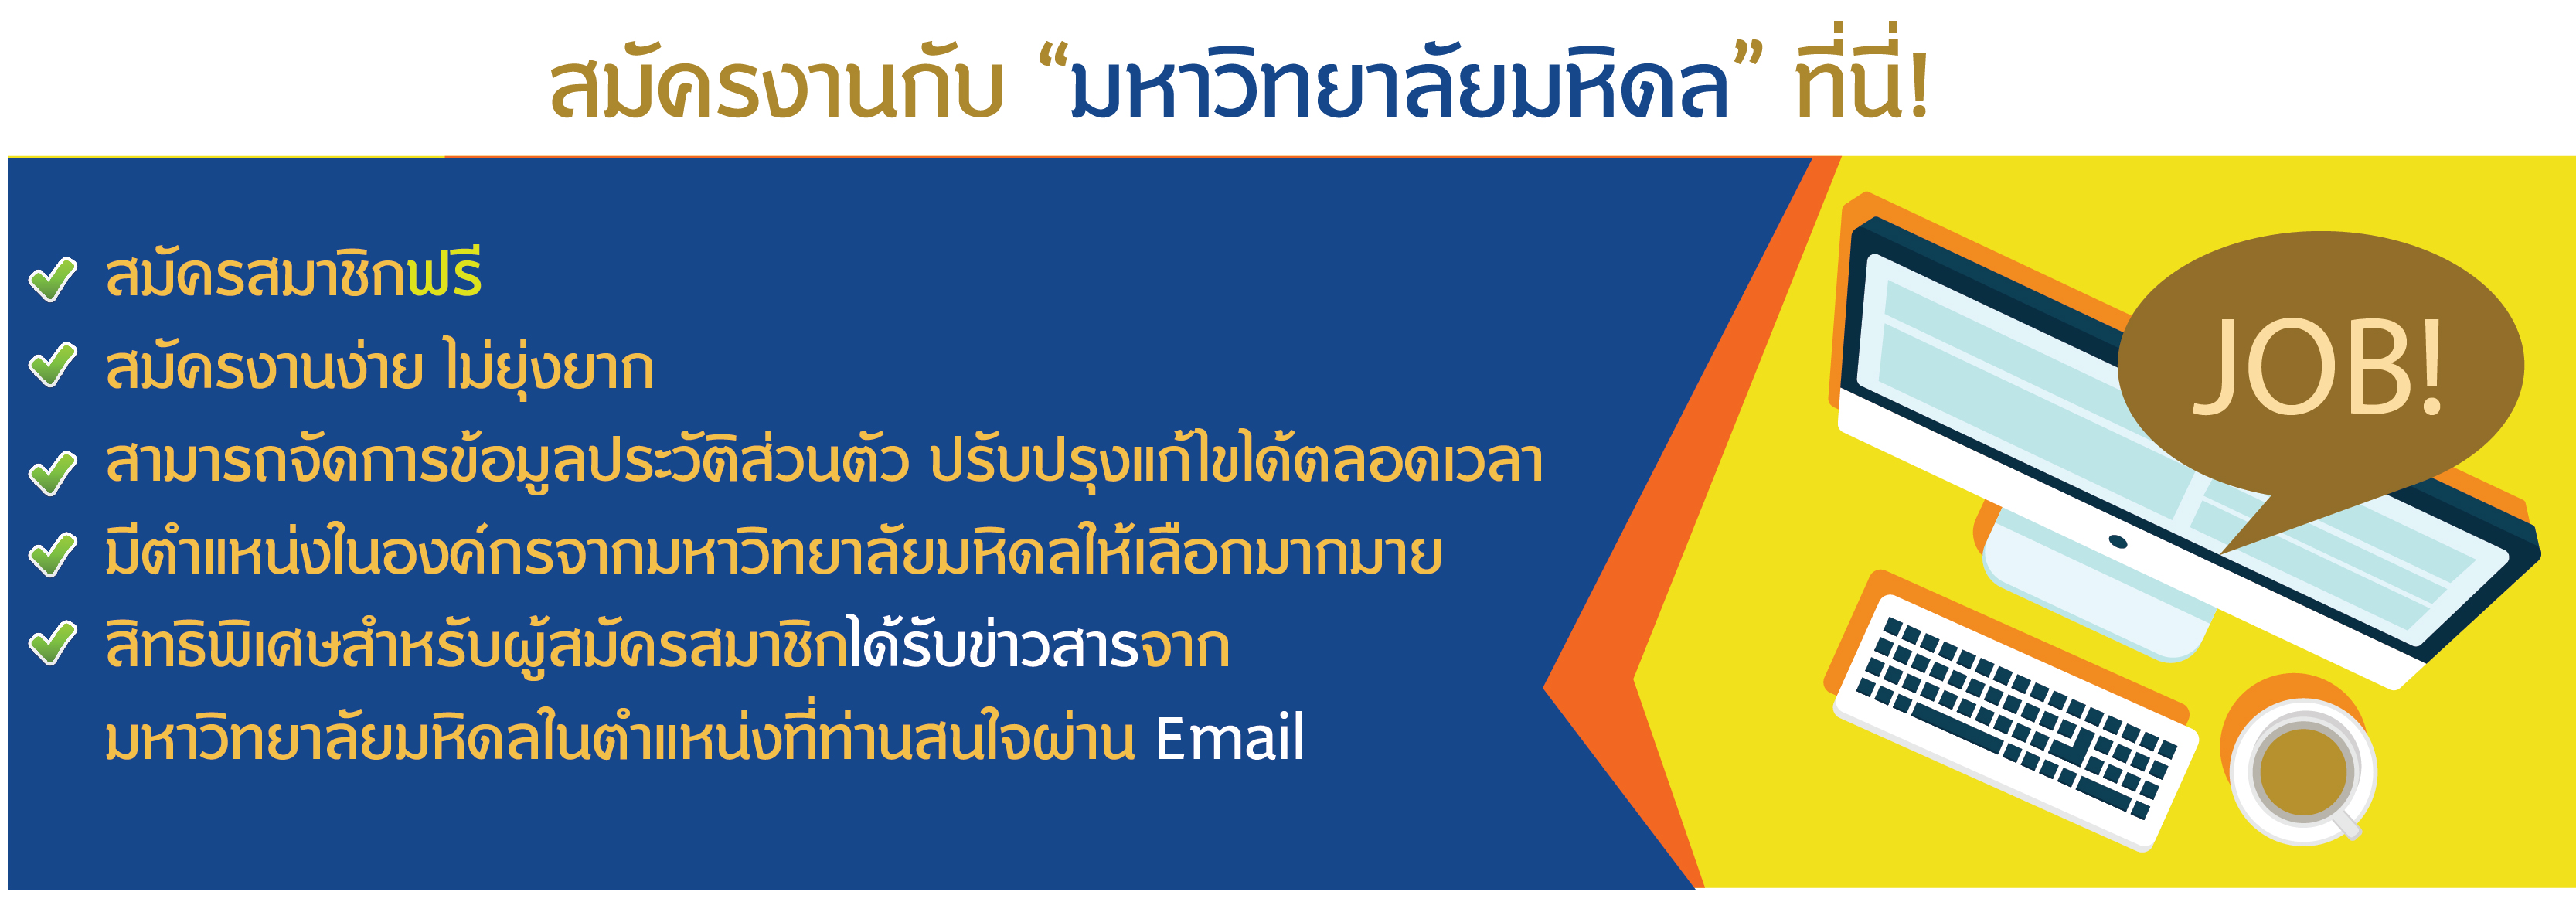 สมัครงานกับ “มหาวิทยาลัยมหิดล” ที่นี่!
สมัครสมาชิกฟรี
สมัครงานง่าย ไม่ยุ่งยาก
สามารถจัดการข้อมูลประวัติส่วนตัว ปรับปรุงแก้ไขได้ตลอดเวลา
มีตำแหน่งในองค์กรจากมหาวิทยาลัยมหิดลให้เลือกมากมาย
สิทธิพิเศษสำหรับผู้สมัครสมาชิกได้รับข่าวสารจาก
มหาวิทยาลัยมหิดลในตำแหน่งที่ท่านสนใจผ่าน Email
JOB!